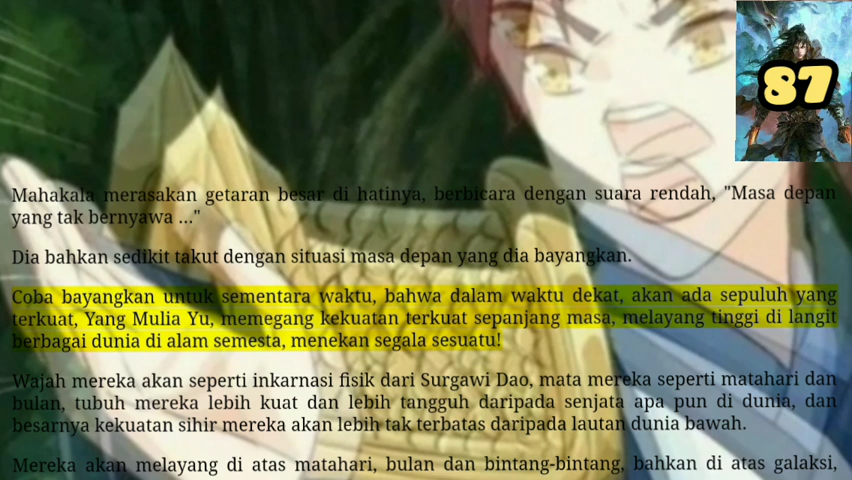 87
Mahakala merasakan getaran besar di hatinya, berbicara dengan suara rendah, "Masa depan
yang tak bernyawa ..."
Dia bahkan sedikit takut dengan situasi masa depan yang dia bayangkan.
Coba bayangkan untuk sementara waktu, bahwa dalam waktu dekat, akan ada sepuluh yang
terkuat, Yang Mulia Yu, memegang kekuatan terkuat sepanjang masa, melayang tinggi di langit
berbagai dunia di alam semesta, menekan segala sesuatu!
Wajah mereka akan seperti inkarnasi fisik dari Surgawi Dao, mata mereka seperti matahari dan
bulan, tubuh mereka lebih kuat dan lebih tangguh daripada senjata apa pun di dunia, dan
besarnya kekuatan sihir mereka akan lebih tak terbatas daripada lautan dunia bawah.
Mereka akan melayang di atas matahari, bulan dan bintang-bintang, bahkan di atas galaksi,